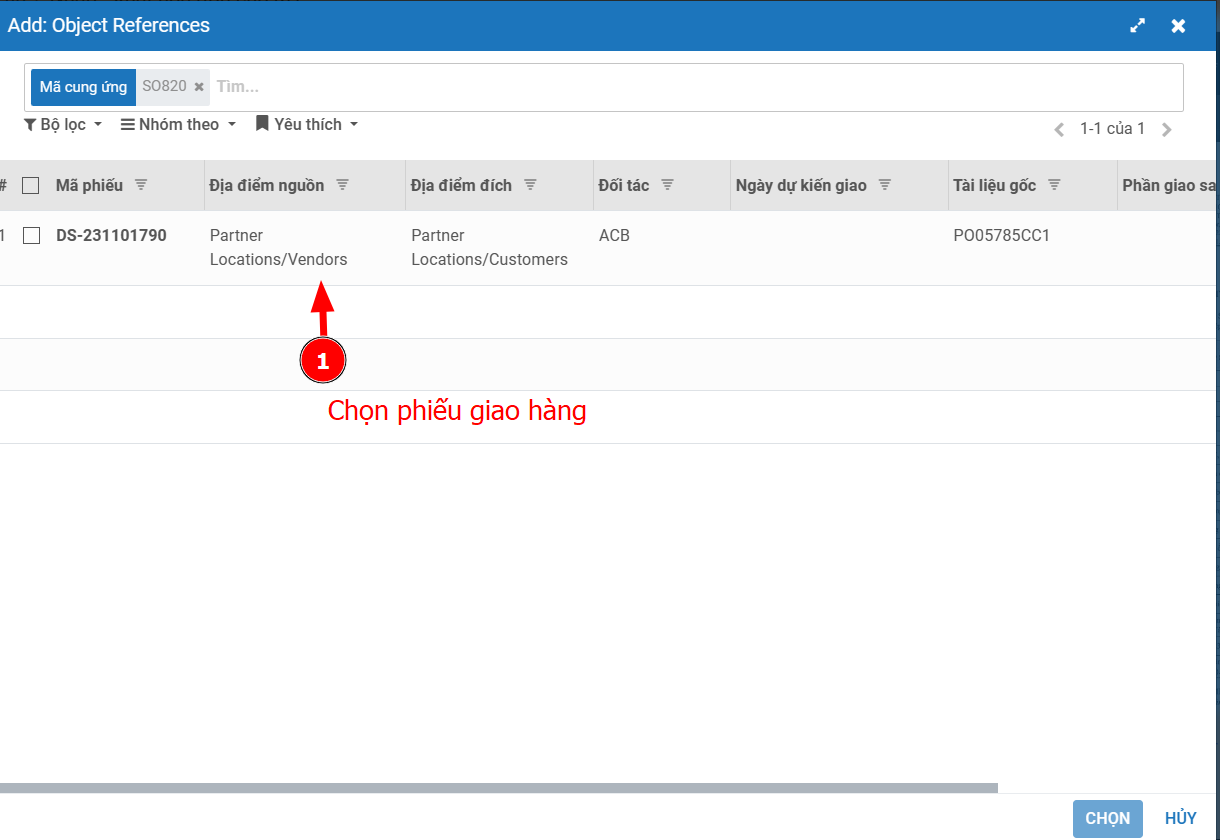 Add: Object References
Mã cung ứng SO820 Tìm...
Bộ lọc Nhóm theo Yêu thích 1-1 của 1
# Mã phiếu Địa điểm nguồn Địa điểm đích Đối tác Ngày dự kiến giao Tài liệu gốc Phần giao sa
1 DS-231101790 Partner Partner ACB PO05785CC1
Locations/Vendors Locations/Customers
1
Chọn phiếu giao hàng
CHỌN HỦY